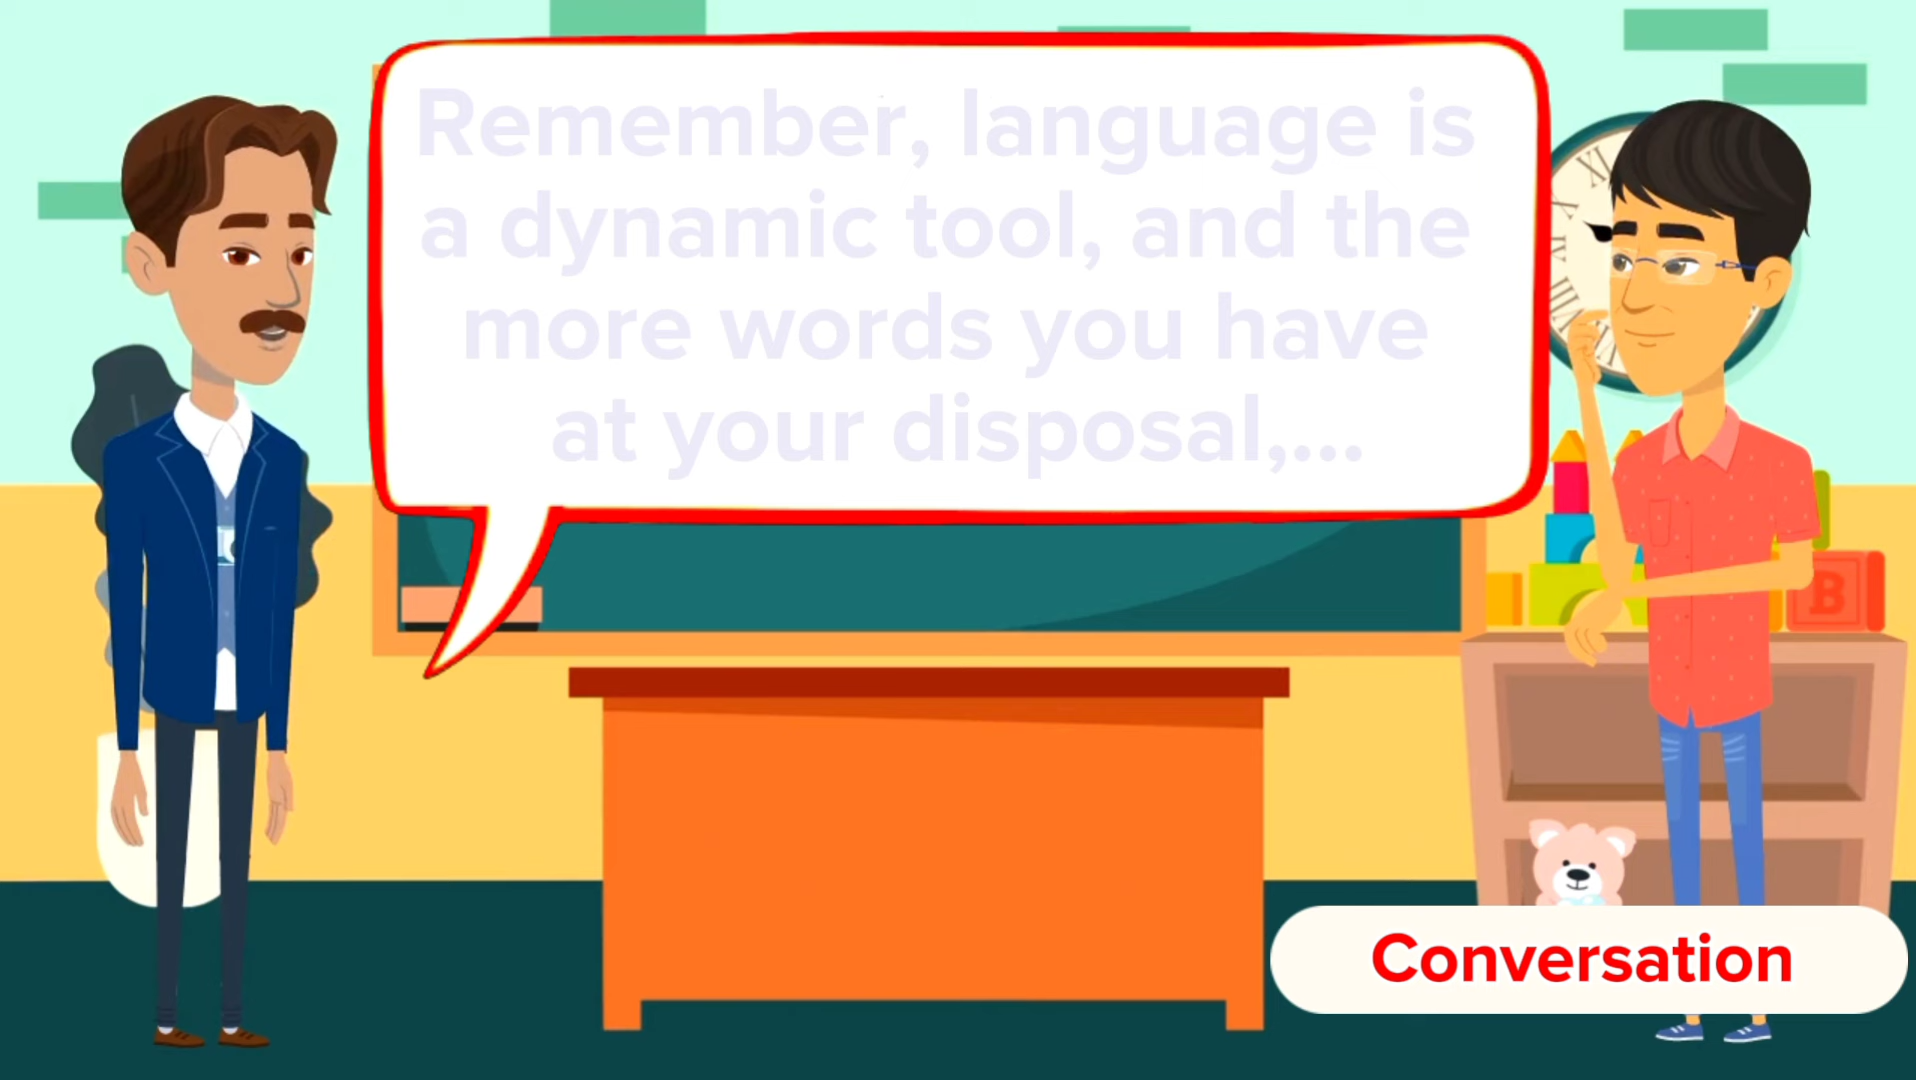 Remember, language is
a dynamic tool, and the
more words you have
at your disposal,...
B
Conversation